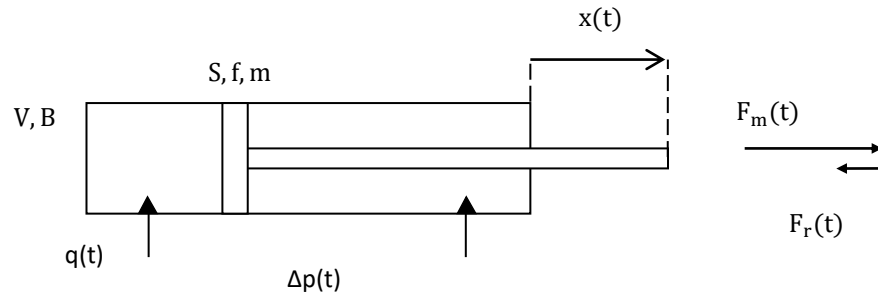 x(t)
S, f, m
V, B
F_m(t)
F_r(t)
q(t)
Δp(t)